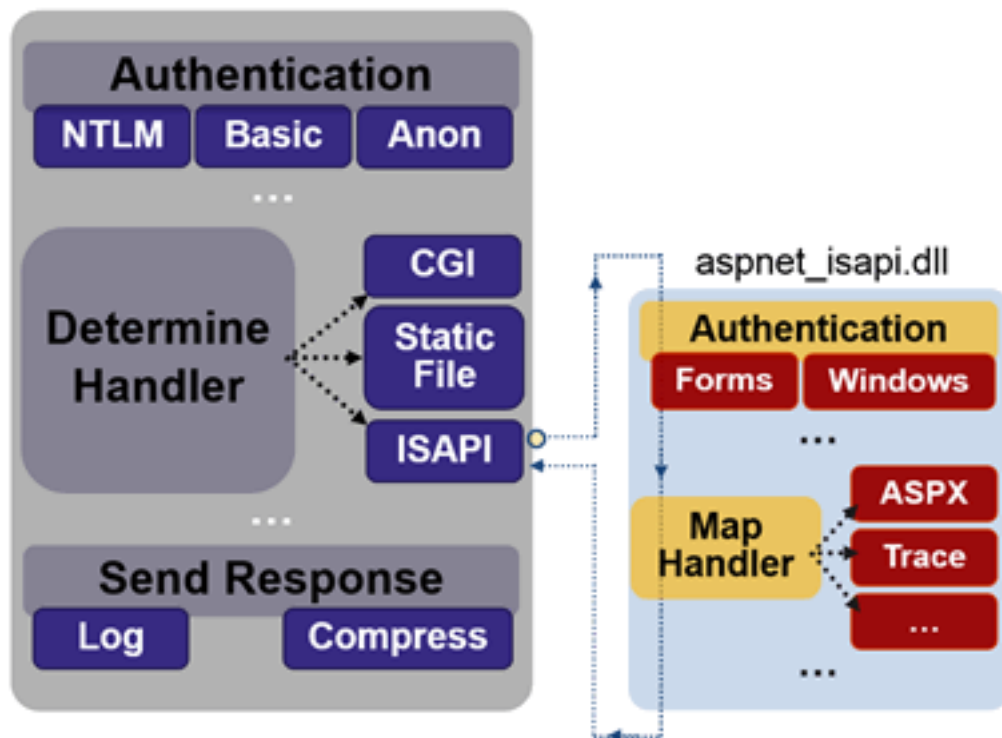 Authentication
NTLM
Basic
Anon
...
Determine
Handler
CGI
Static
File
ISAPI
...
Send Response
Log
Compress
aspnet_isapi.dll
Authentication
Forms
Windows
...
Map
Handler
ASPX
Trace
...
...